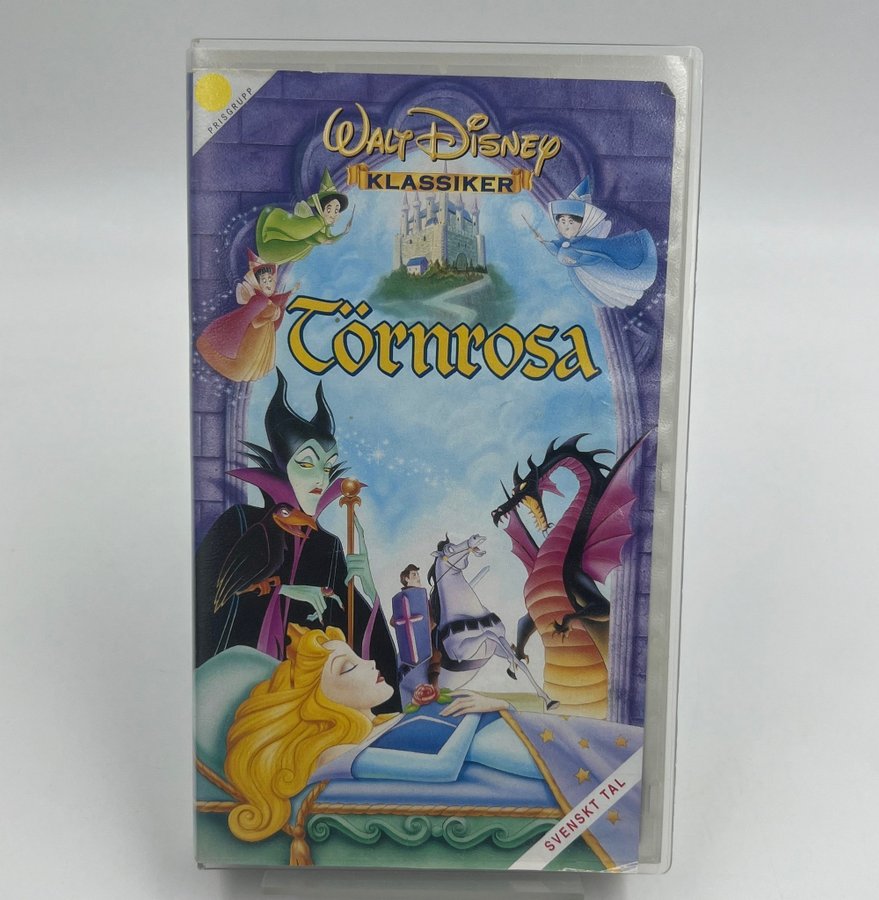 PRISGRUPP
WALT DISNEY
KLASSIKER
Törnrosa
SVENSKT TAL